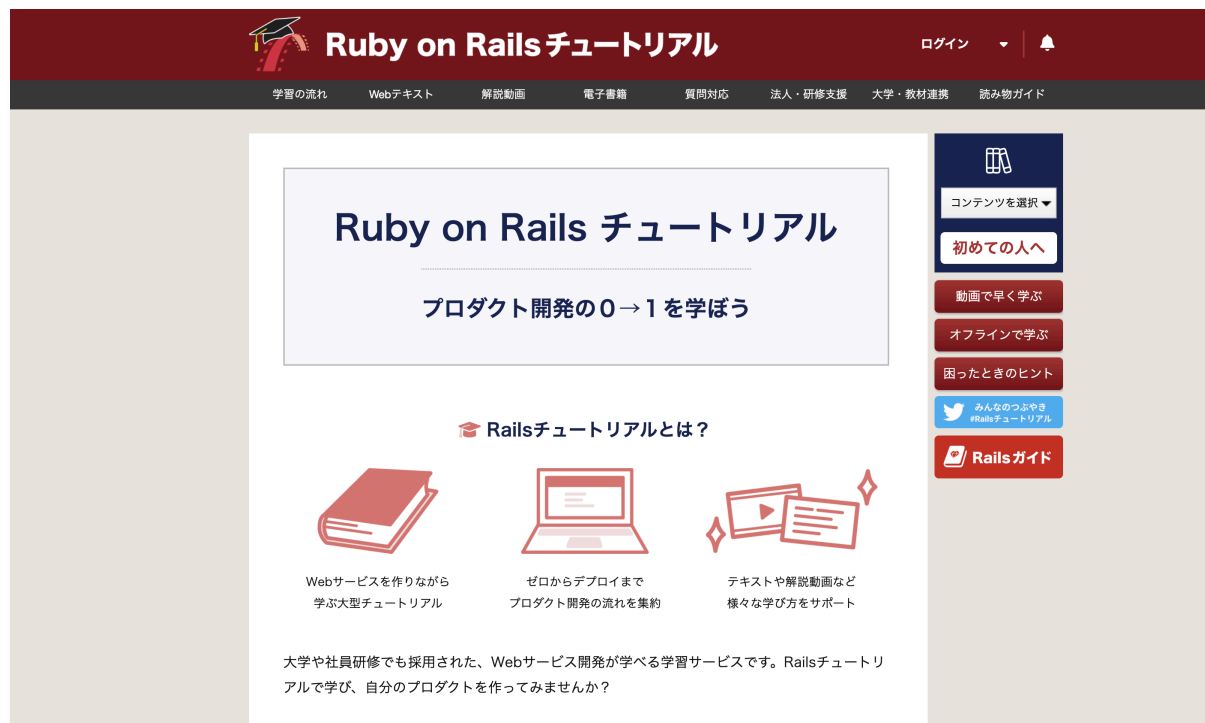 Ruby on Railsチュートリアル
ログイン
学習の流れ Webテキスト 解説動画 電子書籍 質問対応 法人・研修支援 大学・教材連携 読み物ガイド
Ruby on Rails チュートリアル
プロダクト開発の0→1を学ぼう
Railsチュートリアルとは？
Webサービスを作りながら
学ぶ大型チュートリアル
ゼロからデプロイまで
プロダクト開発の流れを集約
テキストや解説動画など
様々な学び方をサポート
大学や社員研修でも採用された、Webサービス開発が学べる学習サービスです。Railsチュートリ
アルで学び、自分のプロダクトを作ってみませんか？
コンテンツを選択
初めての人へ
動画で早く学ぶ
オフラインで学ぶ
困ったときのヒント
みんなのつぶやき
#Railsチュートリアル
Railsガイド